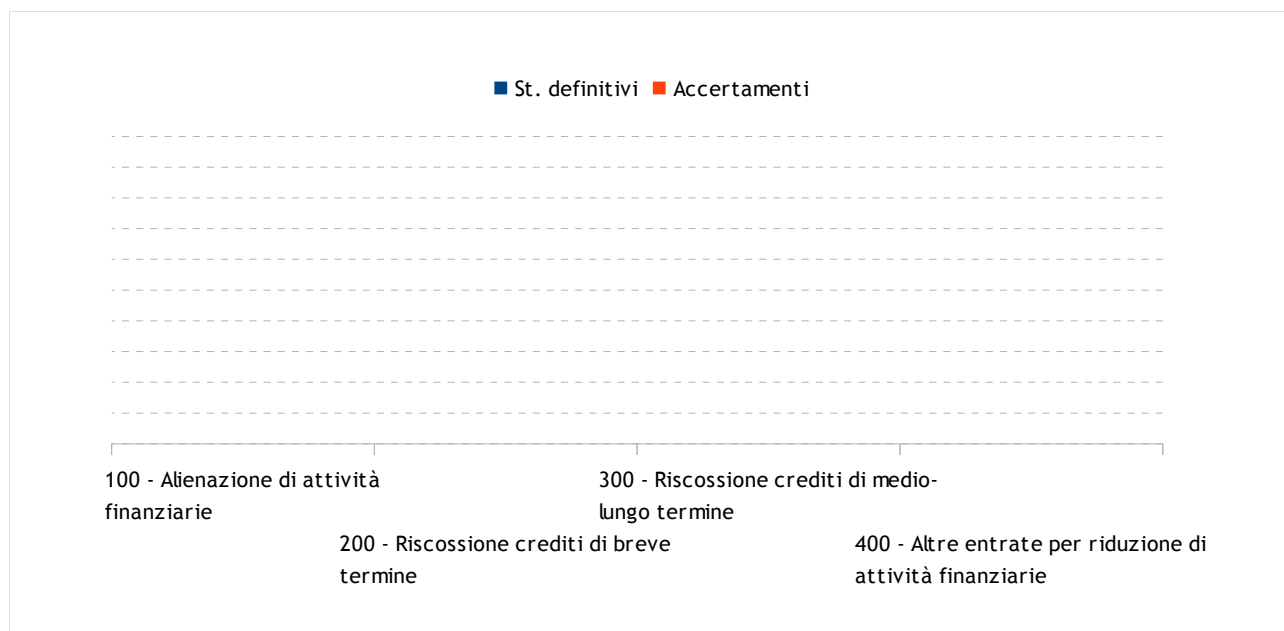 St. definitivi Accertamenti
100 - Alienazione di attività
finanziarie
200 - Riscossione crediti di breve
termine
300 - Riscossione crediti di medio-
lungo termine
400 - Altre entrate per riduzione di
attività finanziarie